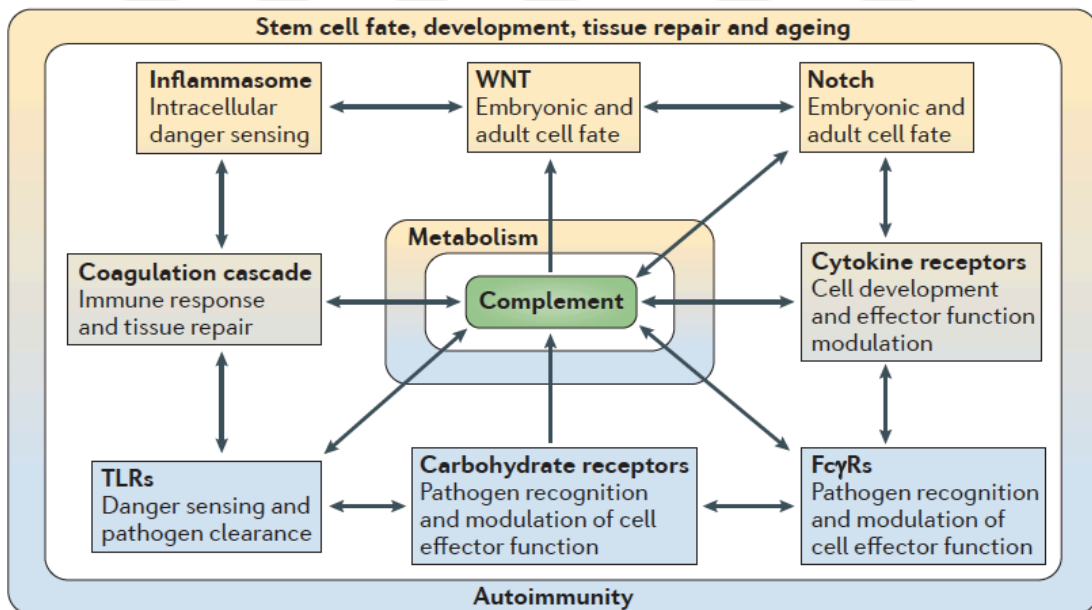 Stem cell fate, development, tissue repair and ageing
Inflammasome
Intracellular
danger sensing
WNT
Embryonic and
adult cell fate
Notch
Embryonic and
adult cell fate
Metabolism
Coagulation cascade
Immune response
and tissue repair
Complement
Cytokine receptors
Cell development
and effector function
modulation
TLRs
Danger sensing and
pathogen clearance
Carbohydrate receptors
Pathogen recognition
and modulation of cell
effector function
FcγRs
Pathogen recognition
and modulation of
cell effector function
Autoimmunity